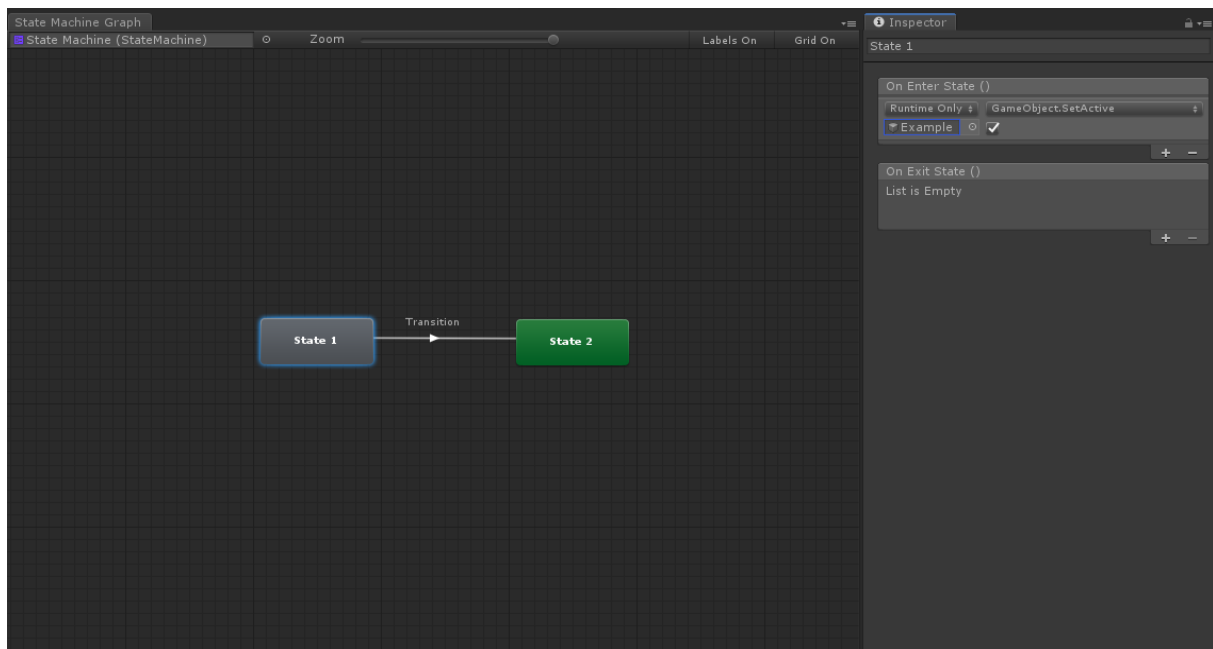 State Machine Graph
State Machine (StateMachine)
Zoom
Labels On
Grid On
Transition
State 1
State 2
Inspector
State 1
On Enter State ()
Runtime Only
GameObject.SetActive
Example
On Exit State ()
List is Empty